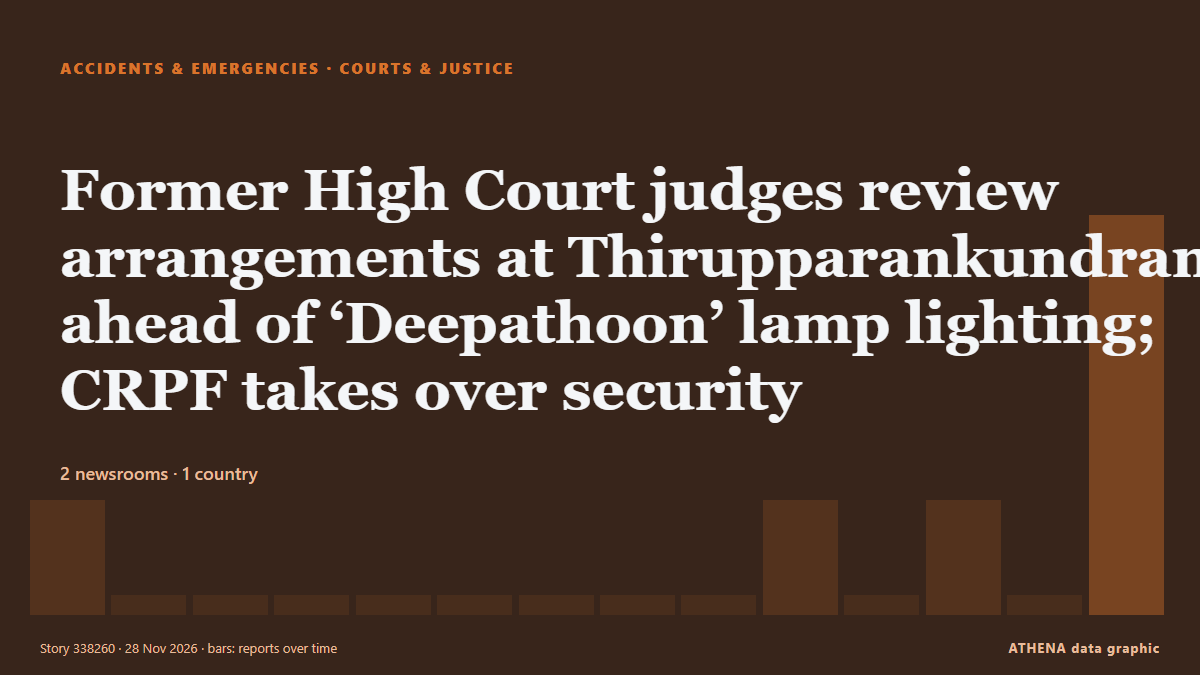 ACCIDENTS & EMERGENCIES · COURTS & JUSTICE
Former High Court judges review
arrangements at Thirupparankundran
ahead of ‘Deepathoon’ lamp lighting;
CRPF takes over security
2 newsrooms · 1 country
Story 338260 · 28 Nov 2026 · bars: reports over time
ATHENA data graphic